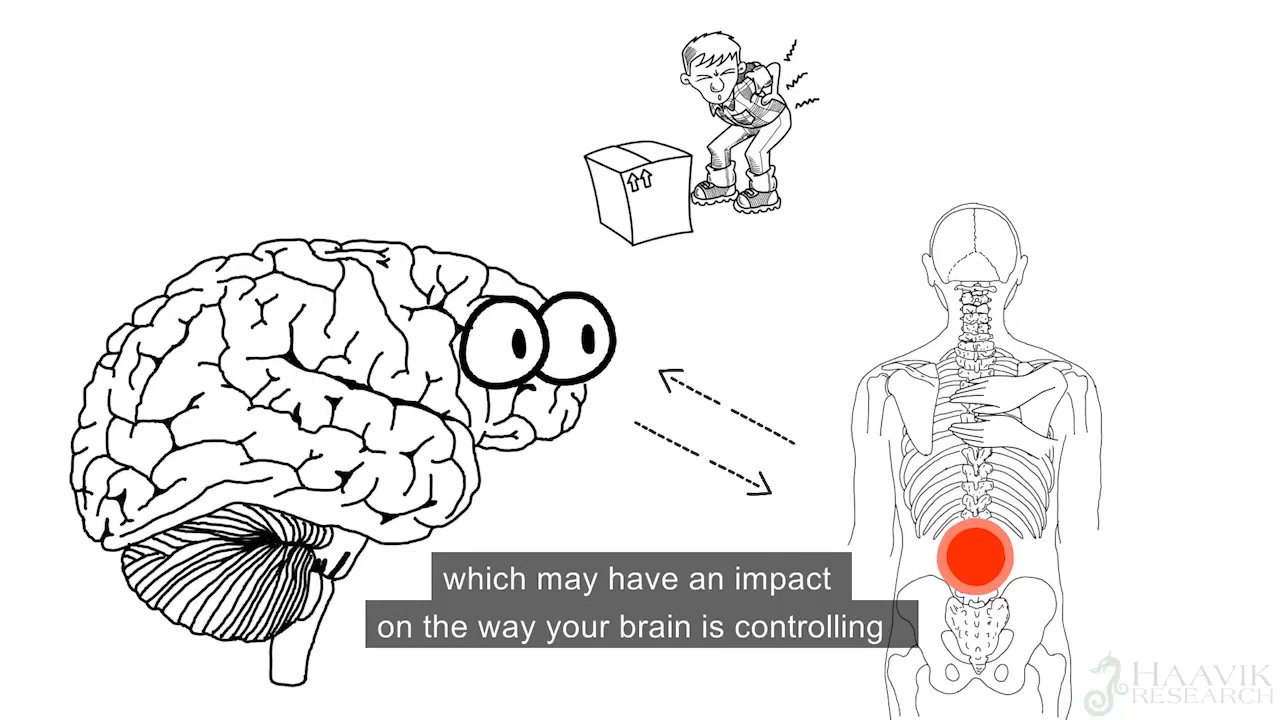 which may have an impact
on the way your brain is controlling
HAAVIK
RESEARCH